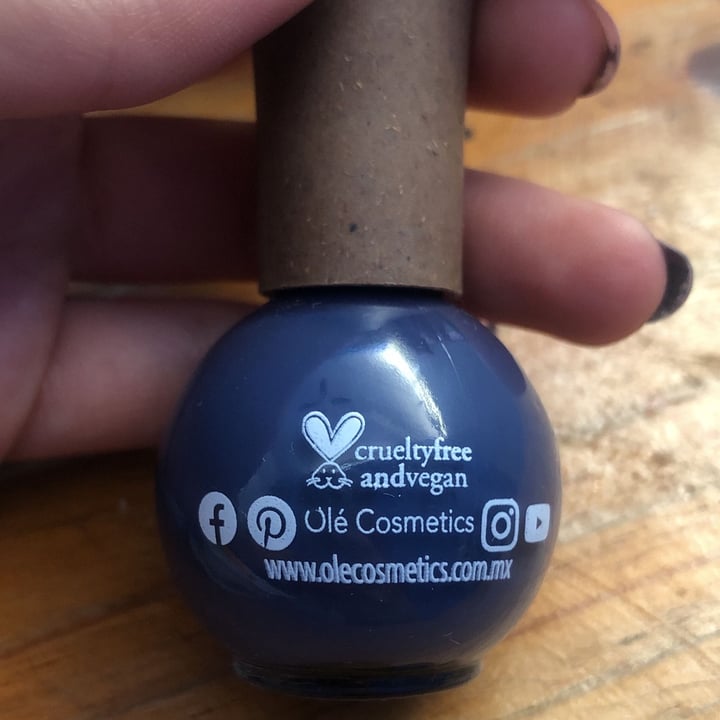 crueltyfree
andvegan
Olé Cosmetics
www.olecosmetics.com.mx